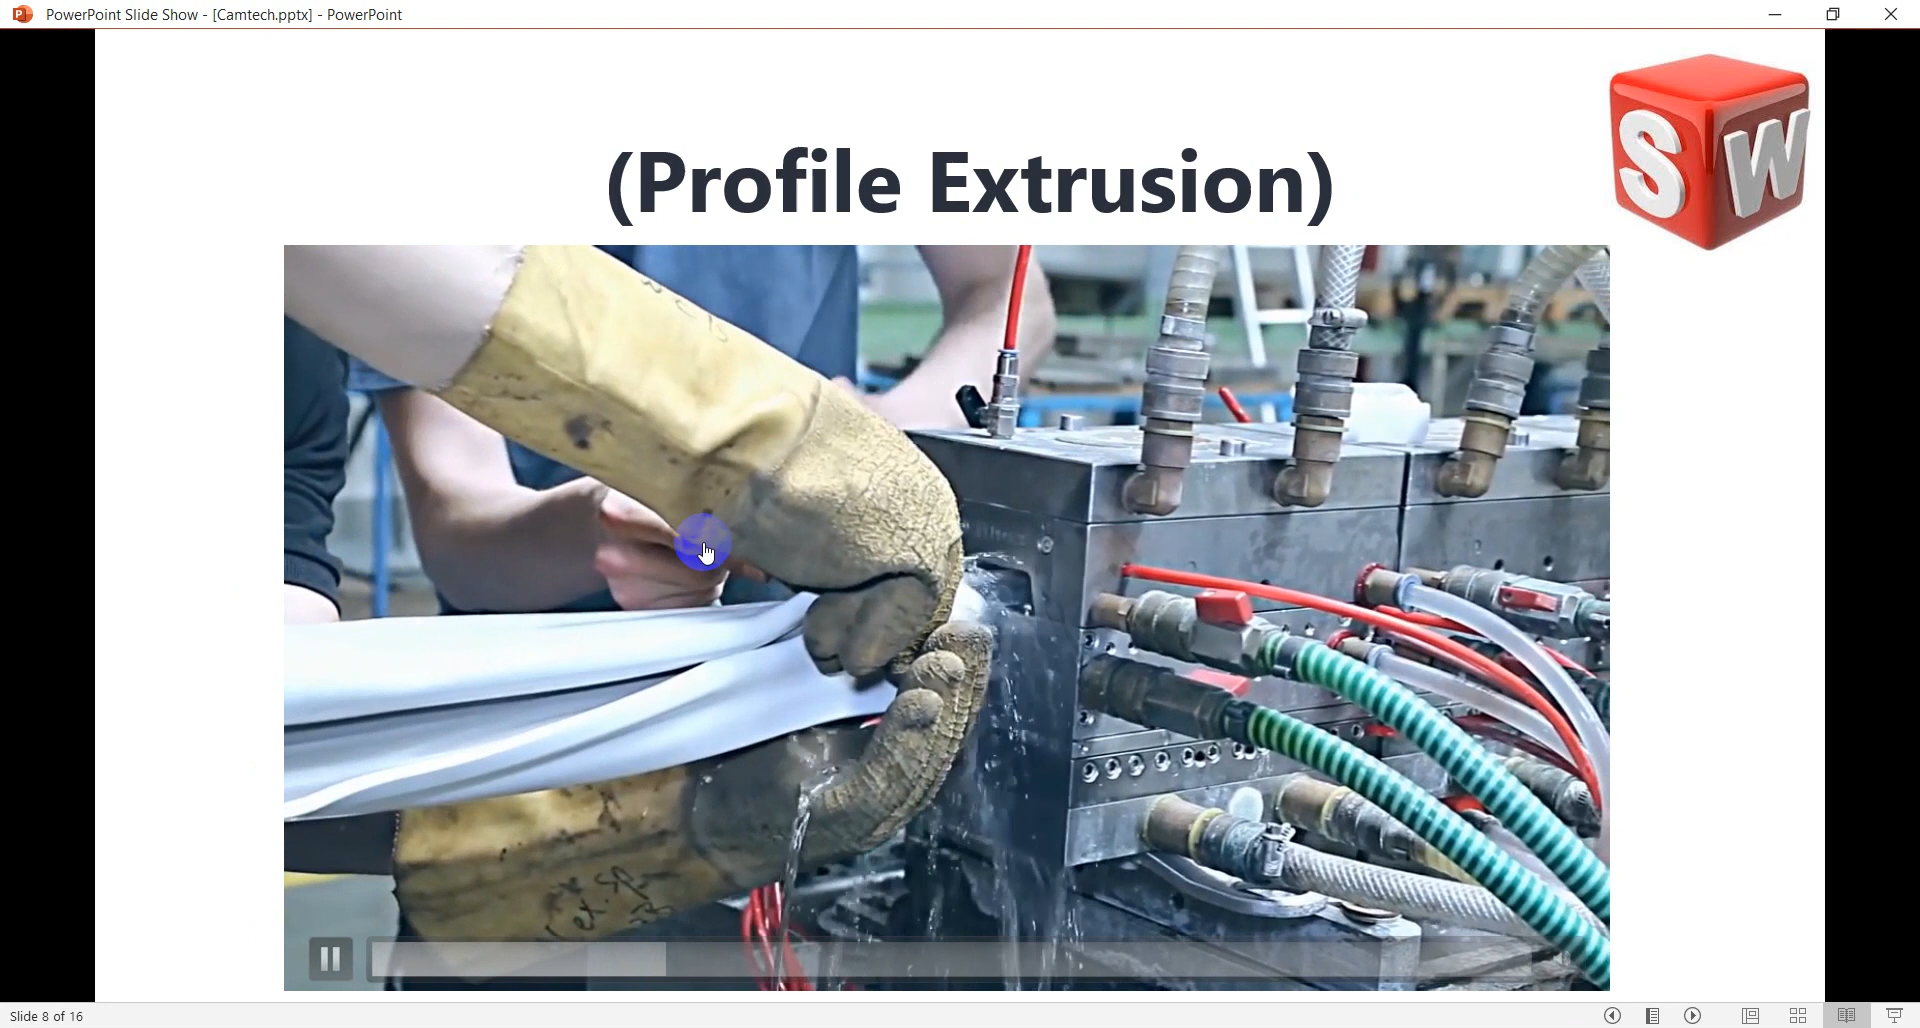 PowerPoint Slide Show - [Camtech.pptx] - PowerPoint
SW
(Profile Extrusion)
Slide 8 of 16